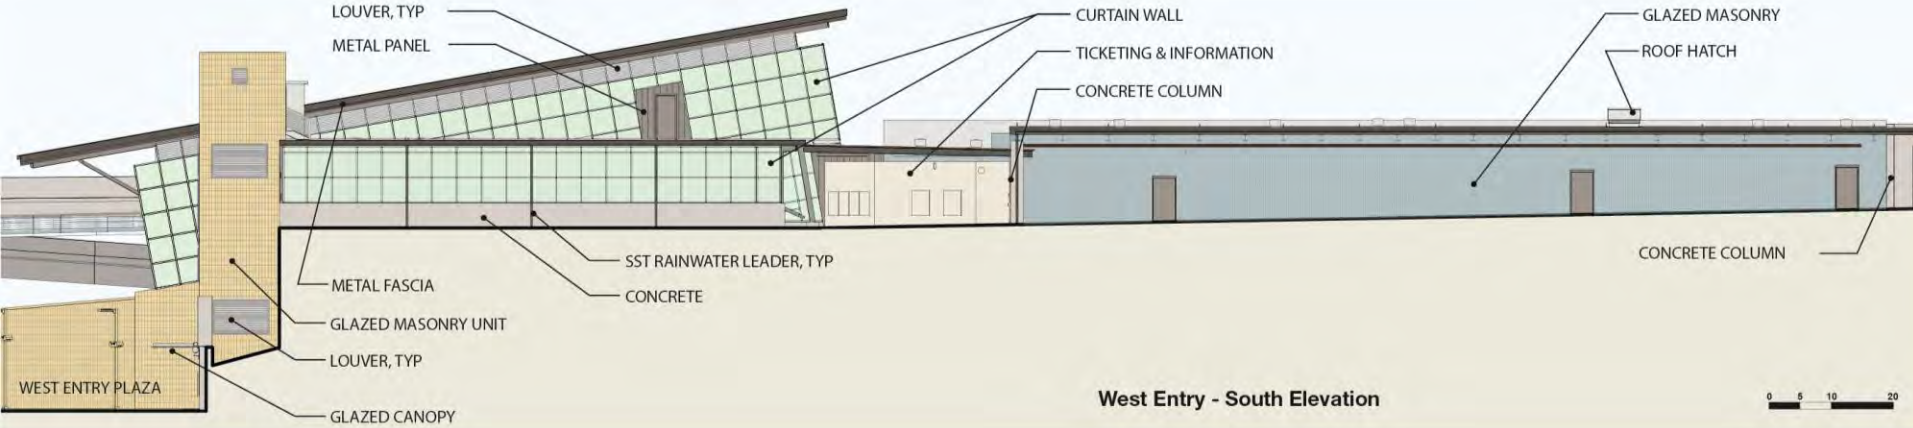 LOUVER, TYP
METAL PANEL
CURTAIN WALL
TICKETING & INFORMATION
CONCRETE COLUMN
GLAZED MASONRY
ROOF HATCH
SST RAINWATER LEADER, TYP
CONCRETE
CONCRETE COLUMN
METAL FASCIA
GLAZED MASONRY UNIT
LOUVER, TYP
WEST ENTRY PLAZA
GLAZED CANOPY
West Entry - South Elevation
0 5 10 20